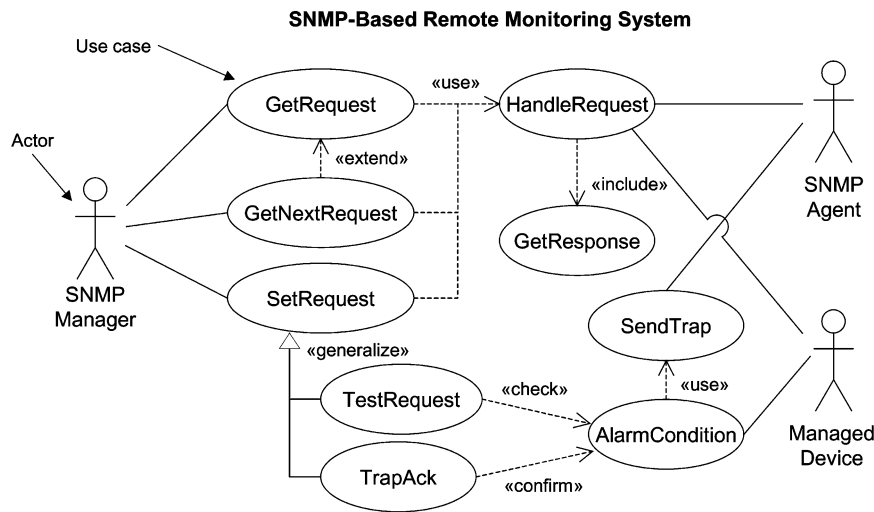 SNMP-Based Remote Monitoring System
Use case
GetRequest
«use»
HandleRequest
Actor
«extend»
SNMP
Agent
«include»
GetNextRequest
GetResponse
SNMP
Manager
SetRequest
SendTrap
«generalize»
TestRequest
«check»
«use»
AlarmCondition
Managed
Device
TrapAck
«confirm»